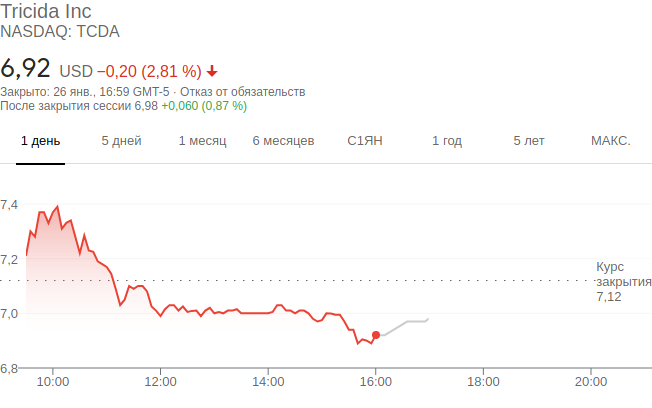 Tricida Inc
NASDAQ: TCDA
6,92 USD −0,20 (2,81 %)
Закрыто: 26 янв., 16:59 GMT-5 · Отказ от обязательств
После закрытия сессии 6,98 +0,060 (0,87 %)
1 день 5 дней 1 месяц 6 месяцев С1ЯН 1 год 5 лет МАКС.
7,4
7,2
Курс
закрытия
7,12
7,0
6,8
10:00 12:00 14:00 16:00 18:00 20:00